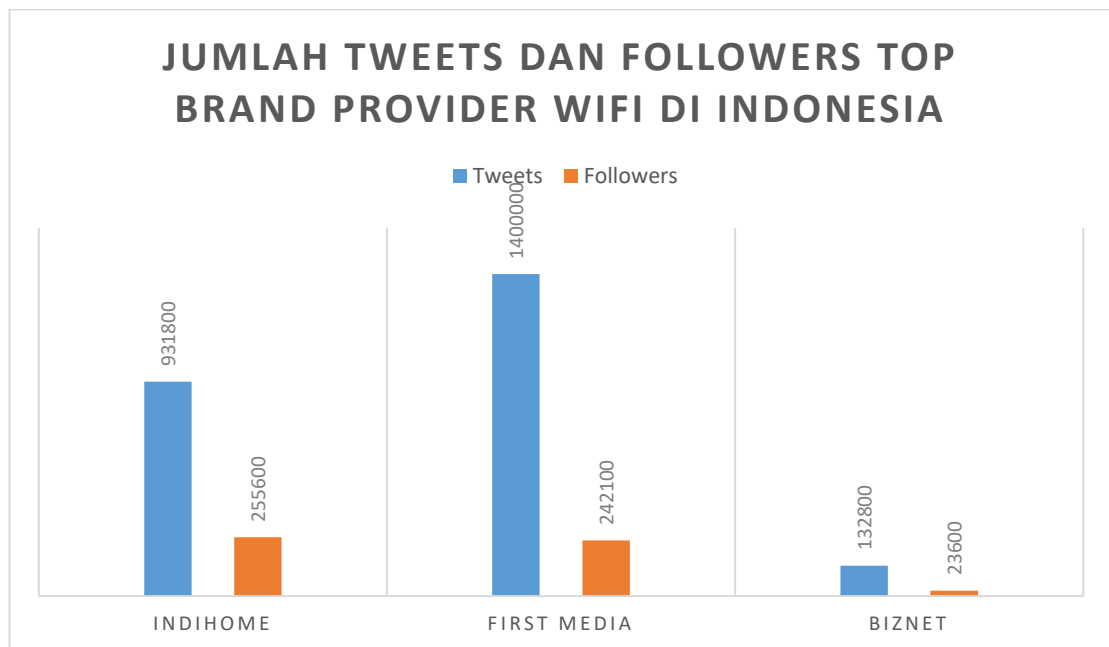 JUMLAH TWEETS DAN FOLLOWERS TOP
BRAND PROVIDER WIFI DI INDONESIA
Tweets Followers
931800
255600
1400000
242100
132800
23600
INDIHOME FIRST MEDIA BIZNET